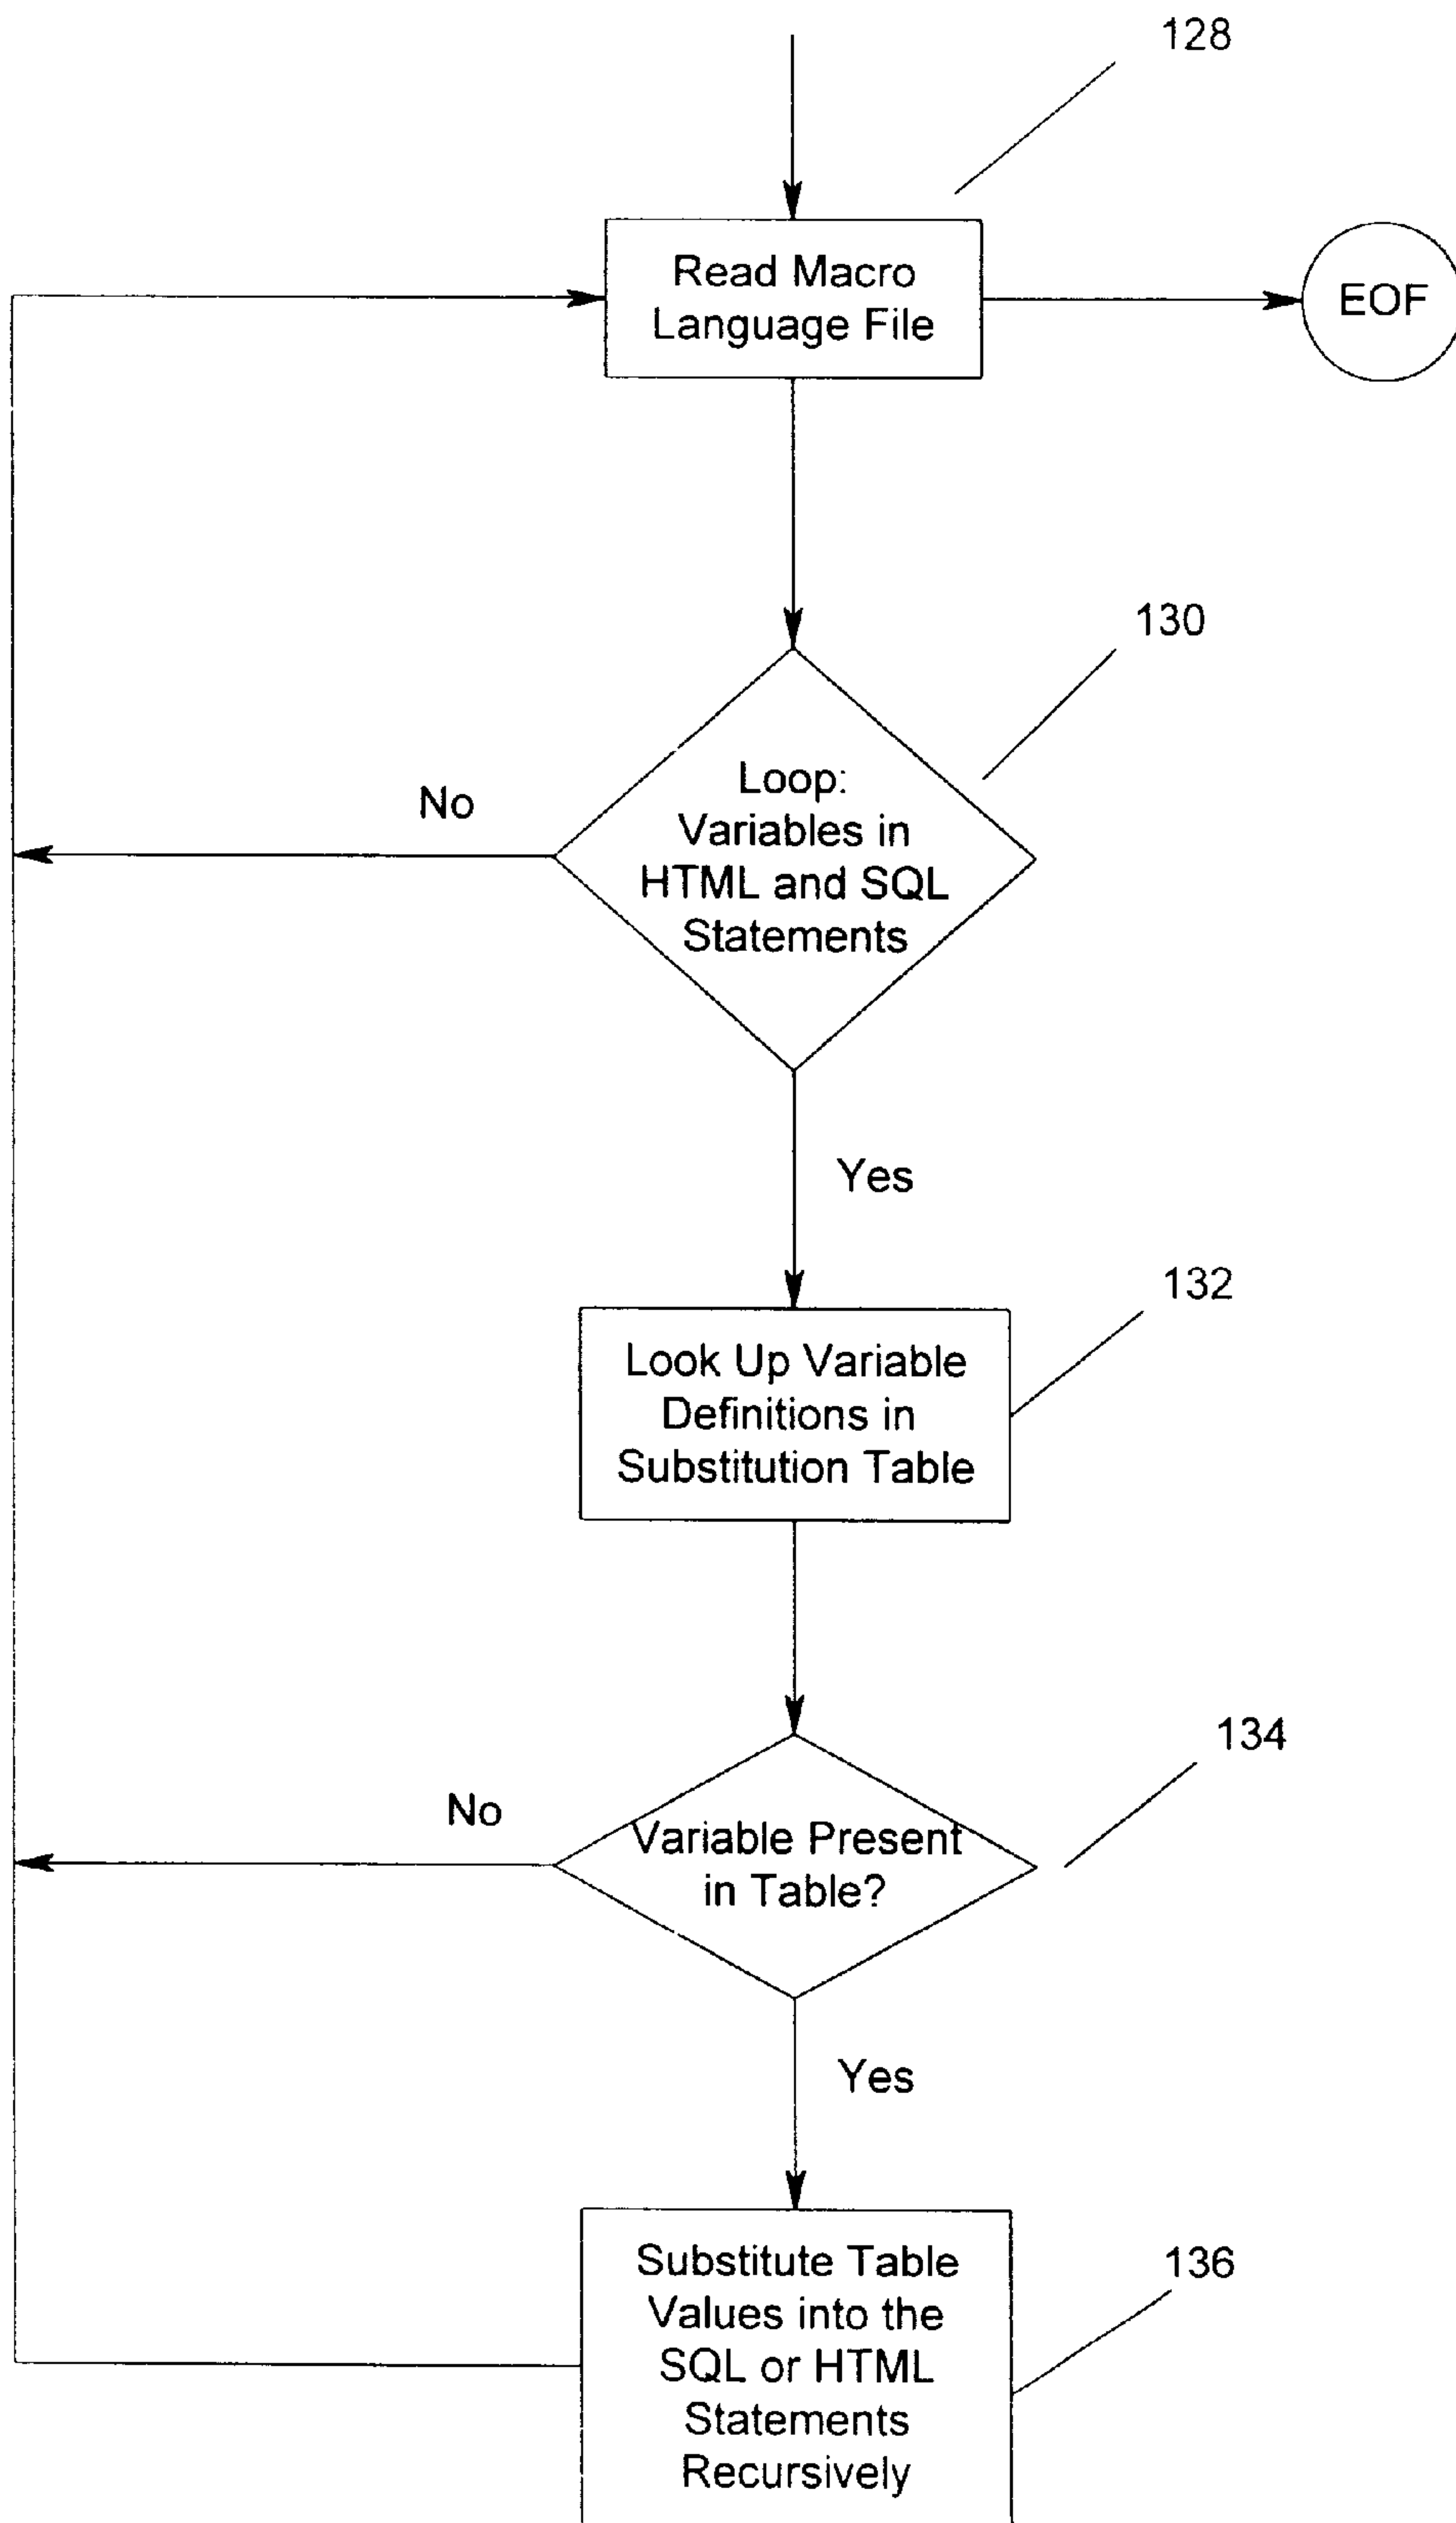 128
Read Macro
Language File
EOF
130
Loop:
Variables in
HTML and SQL
Statements
No
Yes
132
Look Up Variable
Definitions in
Substitution Table
134
No
Variable Present
in Table?
Yes
136
Substitute Table
Values into the
SQL or HTML
Statements
Recursively